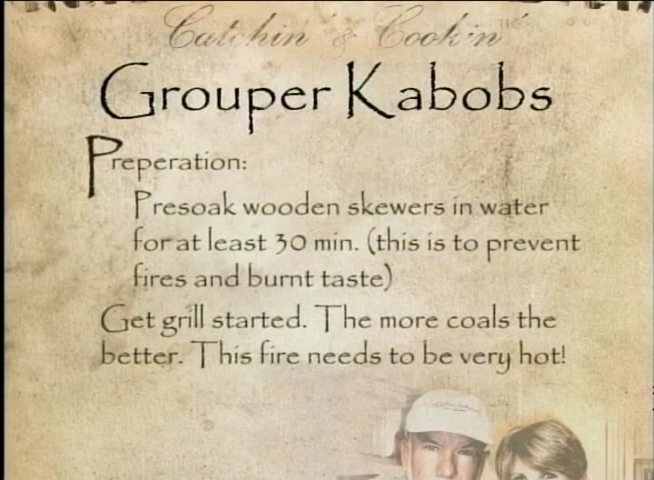 Catchin' & Cookin'
Grouper Kabobs
Preperation:
Presoak wooden skewers in water
for at least 30 min. (this is to prevent
fires and burnt taste)
Get grill started. The more coals the
better. This fire needs to be very hot!